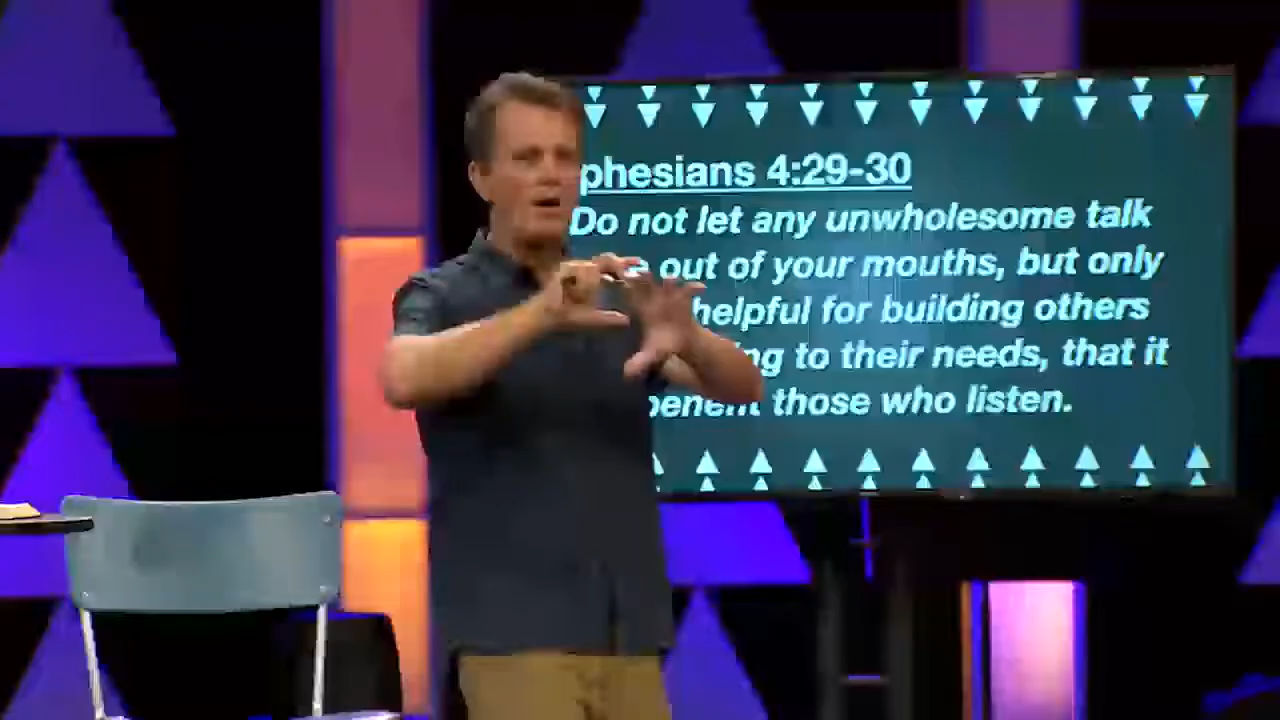 phesians 4:29-30
Do not let any unwholesome talk
out of your mouths, but only
helpful for building others
to their needs, that it
those who listen.